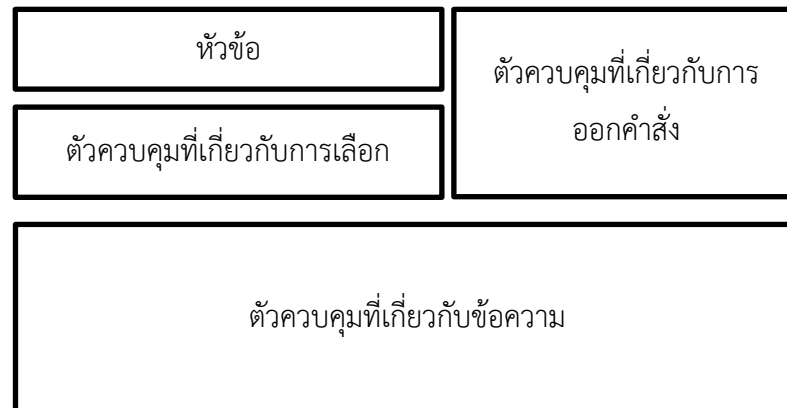 หัวข้อ
ตัวควบคุมที่เกี่ยวกับการ
ออกคำสั่ง
ตัวควบคุมที่เกี่ยวกับการเลือก
ตัวควบคุมที่เกี่ยวกับข้อความ